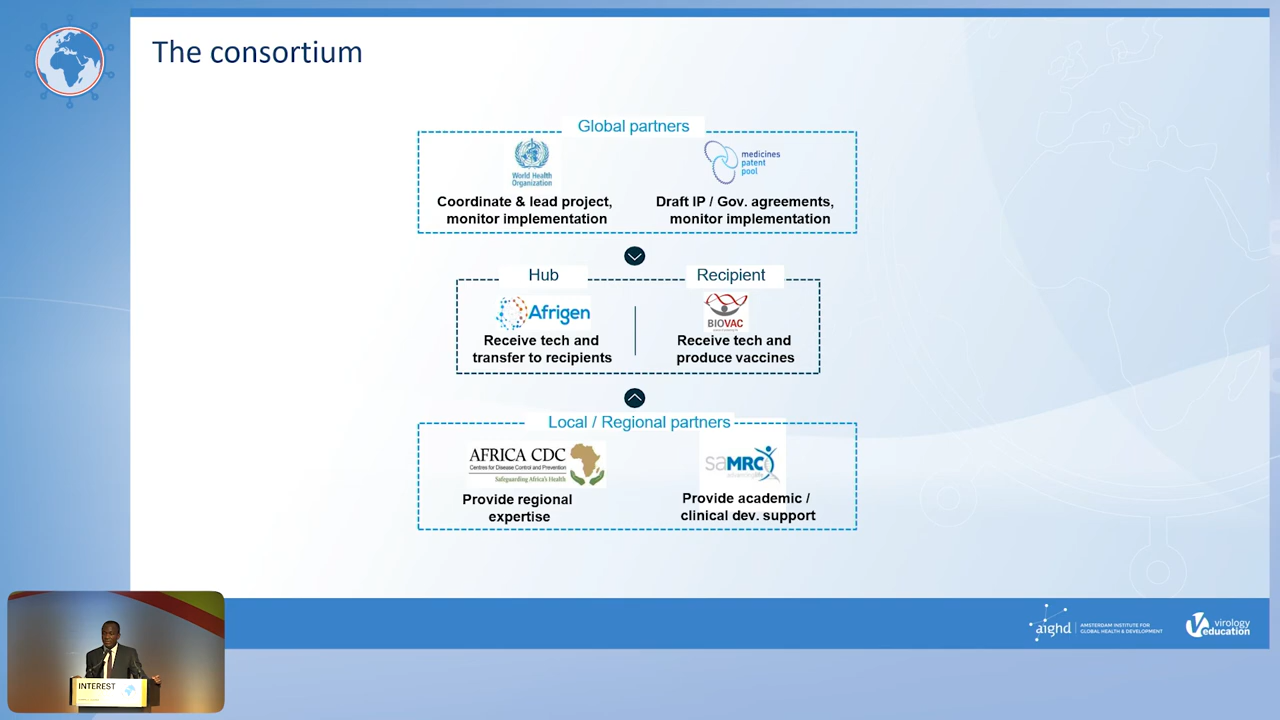 The consortium
Global partners
World Health
Organization
medicines
patent
pool
Coordinate & lead project,
monitor implementation
Draft IP / Gov. agreements,
monitor implementation
Hub
Recipient
Afrigen
BIOVAC
Receive tech and
transfer to recipients
Receive tech and
produce vaccines
Local / Regional partners
AFRICA CDC
Centres for Disease Control and Prevention
Safeguarding Africa's Health
saMRC
Provide regional
expertise
Provide academic /
clinical dev. support
INTEREST
aighd
AMSTERDAM INSTITUTE FOR
GLOBAL HEALTH & DEVELOPMENT
virology
education